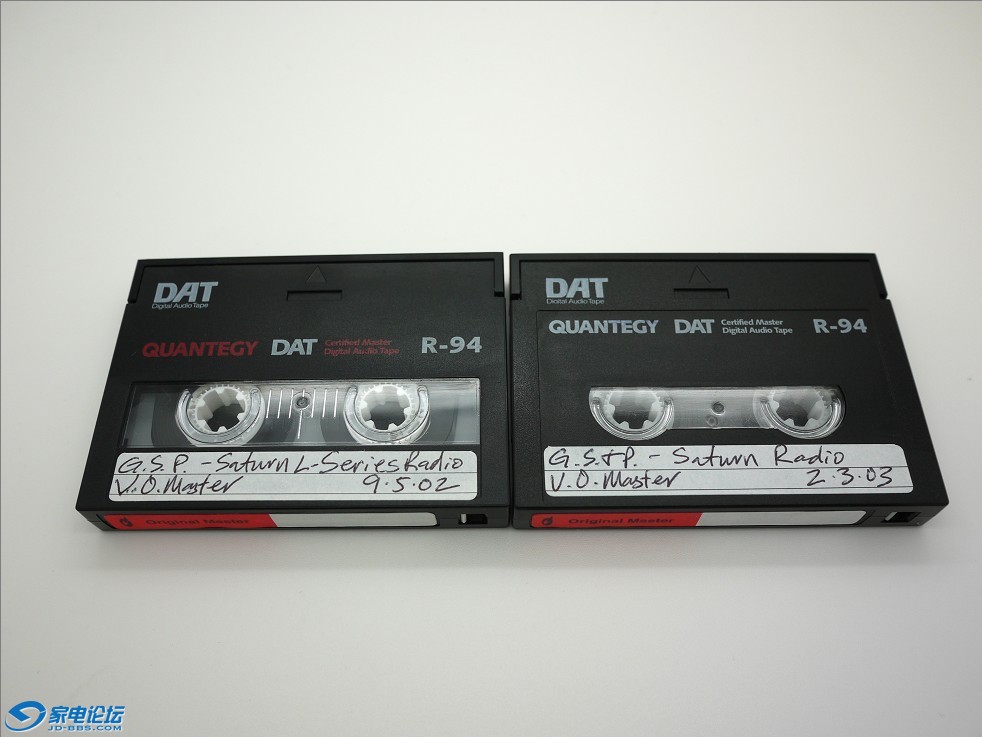 DAT
Digital Audio Tape
QUANTEGY DAT Certified Master Digital Audio Tape R-94
G.S.P. - Saturn L-Series Radio
V.O. Master 9.5.02
Original Master
DAT
Digital Audio Tape
QUANTEGY DAT Certified Master Digital Audio Tape R-94
G.S.+P. - Saturn Radio
V.O. Master 2.3.03
Original Master
家电论坛
JD-BBS.COM